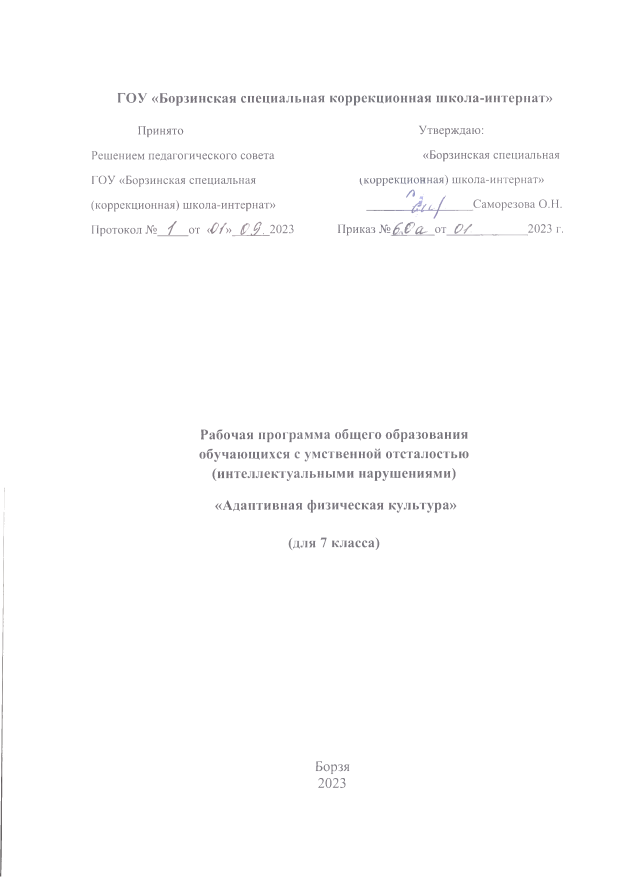 ГОУ «Борзинская специальная коррекционная школа-интернат»
Принято
Решением педагогического совета
ГОУ «Борзинская специальная
(коррекционная) школа-интернат»
Протокол № 1 от «01» 09. 2023
Утверждаю:
«Борзинская специальная
(коррекционная) школа-интернат»
Саморезова О.Н.
Приказ № 60а от 01 2023 г.
Рабочая программа общего образования
обучающихся с умственной отсталостью
(интеллектуальными нарушениями)
«Адаптивная физическая культура»
(для 7 класса)
Борзя
2023